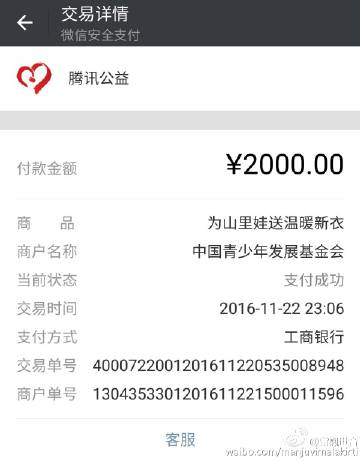 交易详情
微信安全支付
腾讯公益
付款金额 ¥2000.00
商 品 为山里娃送温暖新衣
商户名称 中国青少年发展基金会
当前状态 支付成功
交易时间 2016-11-22 23:06
支付方式 工商银行
交易单号 4000722001201611220535008948
商户单号 1304353301201611221500011596
客服
weibo.com/manjuvimalakirti